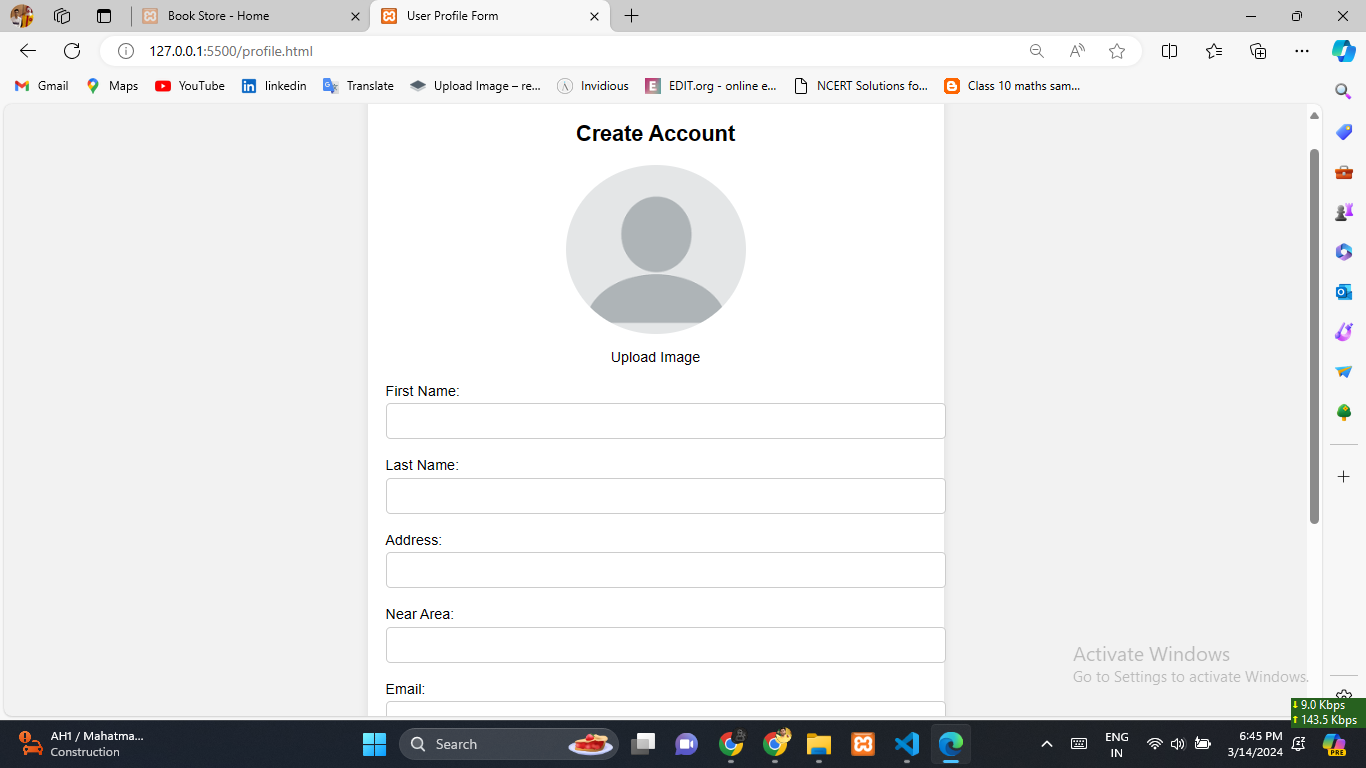 Book Store - Home
User Profile Form
127.0.0.1:5500/profile.html
Gmail
Maps
YouTube
linkedin
Translate
Upload Image – re...
Invidious
EDIT.org - online e...
NCERT Solutions fo...
Class 10 maths sam...
Create Account
Upload Image
First Name:
Last Name:
Address:
Near Area:
Email:
Activate Windows
Go to Settings to activate Windows.
9.0 Kbps
143.5 Kbps
AH1 / Mahatma...
Construction
Search
ENG
IN
6:45 PM
3/14/2024
PRE